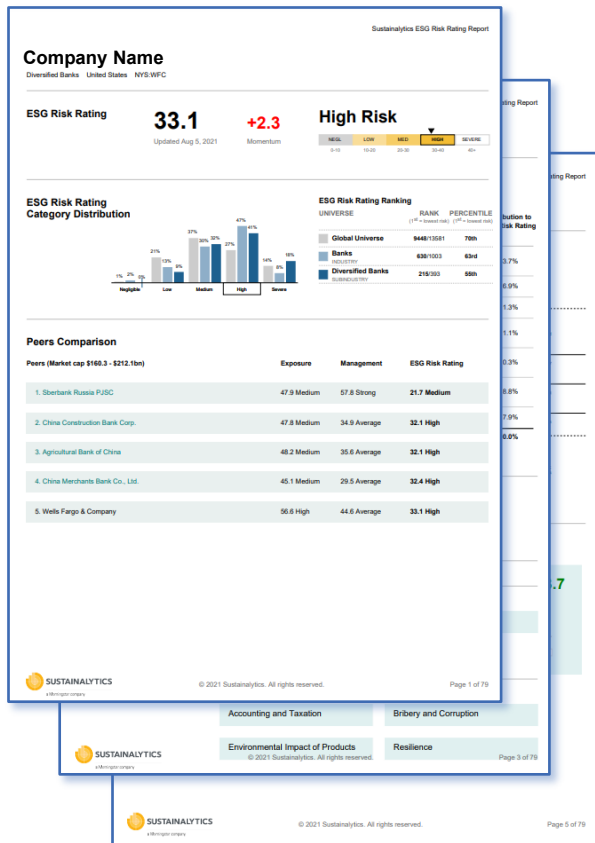 Sustainalytics ESG Risk Rating Report
Company Name
Diversified Banks United States NYS:WFC
ESG Risk Rating
33.1
+2.3
High Risk
Updated Aug 5, 2021
Momentum
NEGL LOW MED HIGH SEVERE
0-10 10-20 20-30 30-40 40+
ESG Risk Rating
Category Distribution
1% 2% 0% 21% 13% 9% 37% 30% 32% 27% 47% 41% 14% 8% 18%
Negligible Low Medium High Severe
ESG Risk Rating Ranking
UNIVERSE RANK PERCENTILE
(1st = lowest risk) (1st = lowest risk)
Global Universe 9448/13581 70th
Banks 630/1003 63rd
INDUSTRY
Diversified Banks 215/393 55th
SUBINDUSTRY
Peers Comparison
Peers (Market cap $160.3 - $212.1bn) Exposure Management ESG Risk Rating
1. Sberbank Russia PJSC 47.9 Medium 57.8 Strong 21.7 Medium
2. China Construction Bank Corp. 47.8 Medium 34.9 Average 32.1 High
3. Agricultural Bank of China 48.2 Medium 35.6 Average 32.1 High
4. China Merchants Bank Co., Ltd. 45.1 Medium 29.5 Average 32.4 High
5. Wells Fargo & Company 56.6 High 44.6 Average 33.1 High
SUSTAINALYTICS
a Morningstar company
© 2021 Sustainalytics. All rights reserved.
Page 1 of 79
ting Report
bution to
isk Rating
3.7%
6.9%
1.3%
1.1%
0.3%
8.8%
7.9%
0.0%
Accounting and Taxation
Bribery and Corruption
Environmental Impact of Products
Resilience
SUSTAINALYTICS
a Morningstar company
© 2021 Sustainalytics. All rights reserved.
Page 3 of 79
ting Report
.7
SUSTAINALYTICS
a Morningstar company
© 2021 Sustainalytics. All rights reserved.
Page 5 of 79